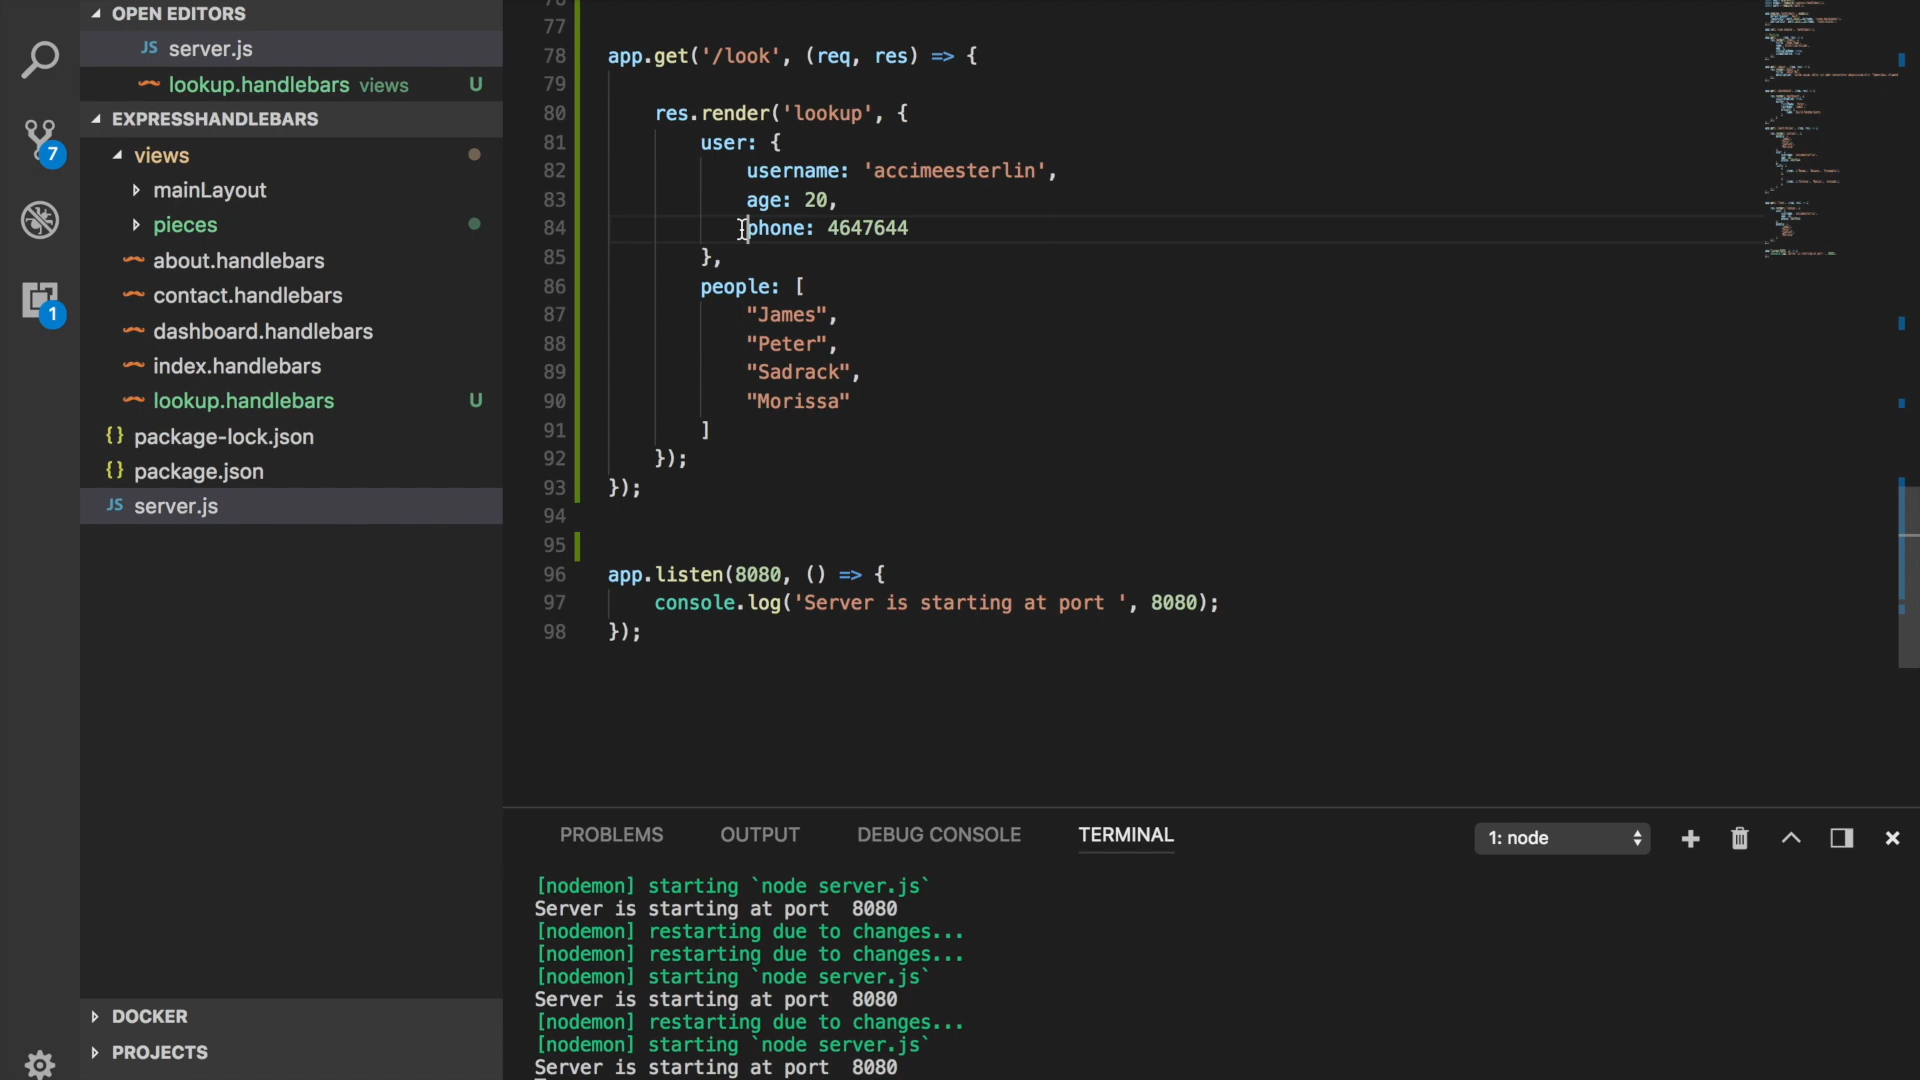 OPEN EDITORS
JS server.js
lookup.handlebars views U
EXPRESSHANDLEBARS
views
mainLayout
pieces
about.handlebars
contact.handlebars
dashboard.handlebars
index.handlebars
lookup.handlebars U
{} package-lock.json
{} package.json
JS server.js
DOCKER
PROJECTS
7
1
76
77
78 app.get('/look', (req, res) => {
79
80 res.render('lookup', {
81 user: {
82 username: 'accimeesterlin',
83 age: 20,
84 phone: 4647644
85 },
86 people: [
87 "James",
88 "Peter",
89 "Sadrack",
90 "Morissa"
91 ]
92 });
93 });
94
95
96 app.listen(8080, () => {
97 console.log('Server is starting at port ', 8080);
98 });
PROBLEMS OUTPUT DEBUG CONSOLE TERMINAL 1: node
[nodemon] starting `node server.js`
Server is starting at port  8080
[nodemon] restarting due to changes...
[nodemon] restarting due to changes...
[nodemon] starting `node server.js`
Server is starting at port  8080
[nodemon] restarting due to changes...
[nodemon] starting `node server.js`
Server is starting at port  8080